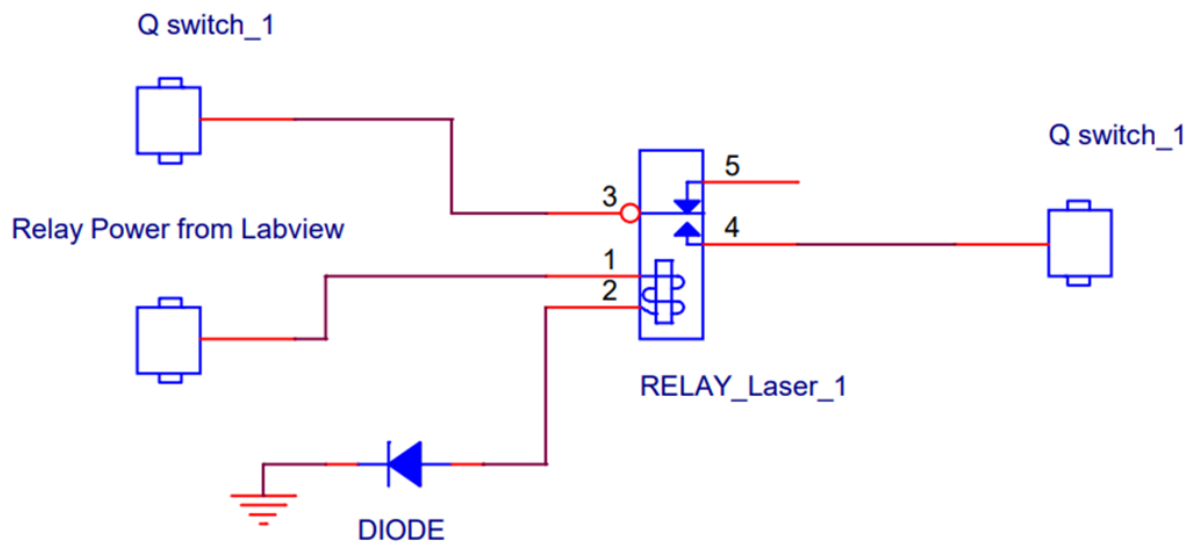 Q switch_1
Q switch_1
5
3
Relay Power from Labview
4
1
2
RELAY_Laser_1
DIODE